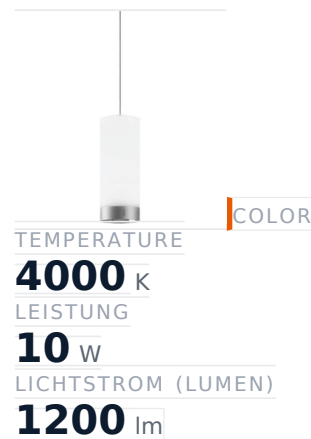 COLOR
TEMPERATURE
4000 K
LEISTUNG
10 W
LICHTSTROM (LUMEN)
1200 lm